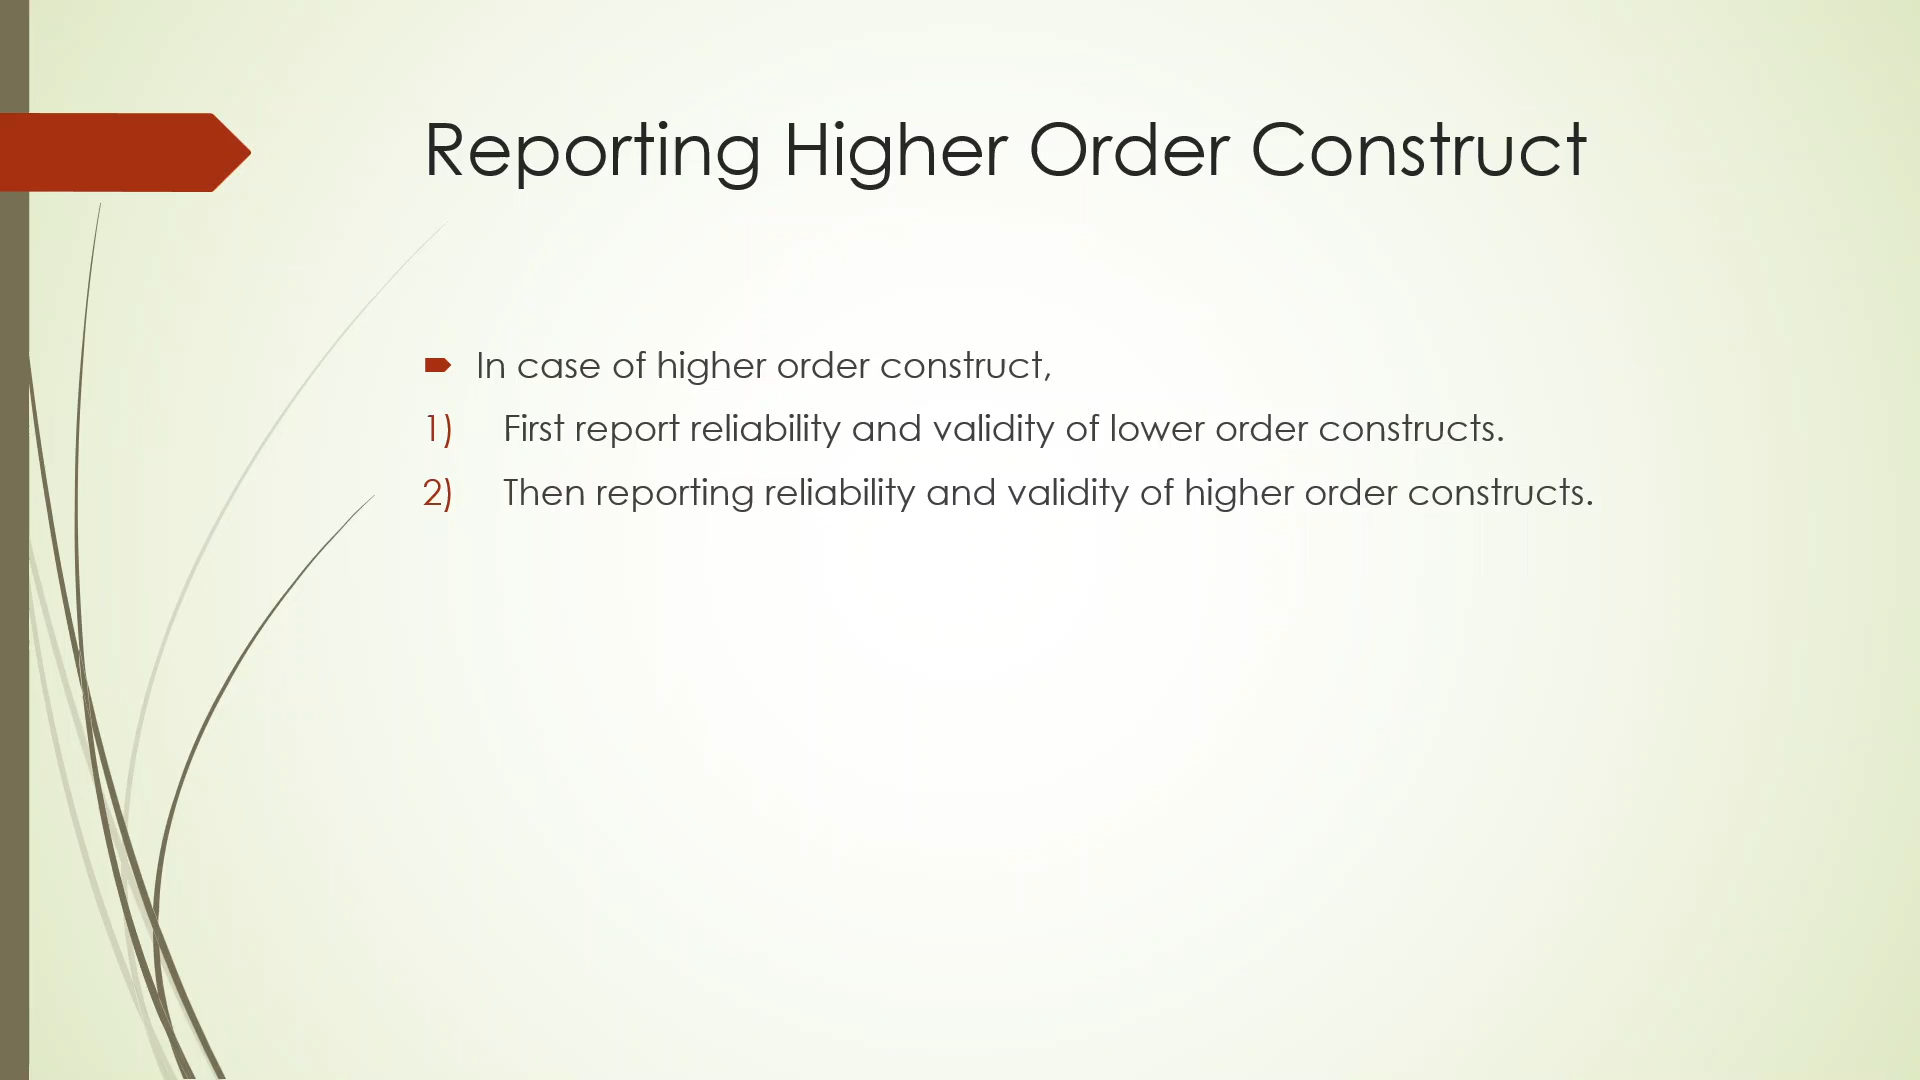 Reporting Higher Order Construct
In case of higher order construct,
1) First report reliability and validity of lower order constructs.
2) Then reporting reliability and validity of higher order constructs.